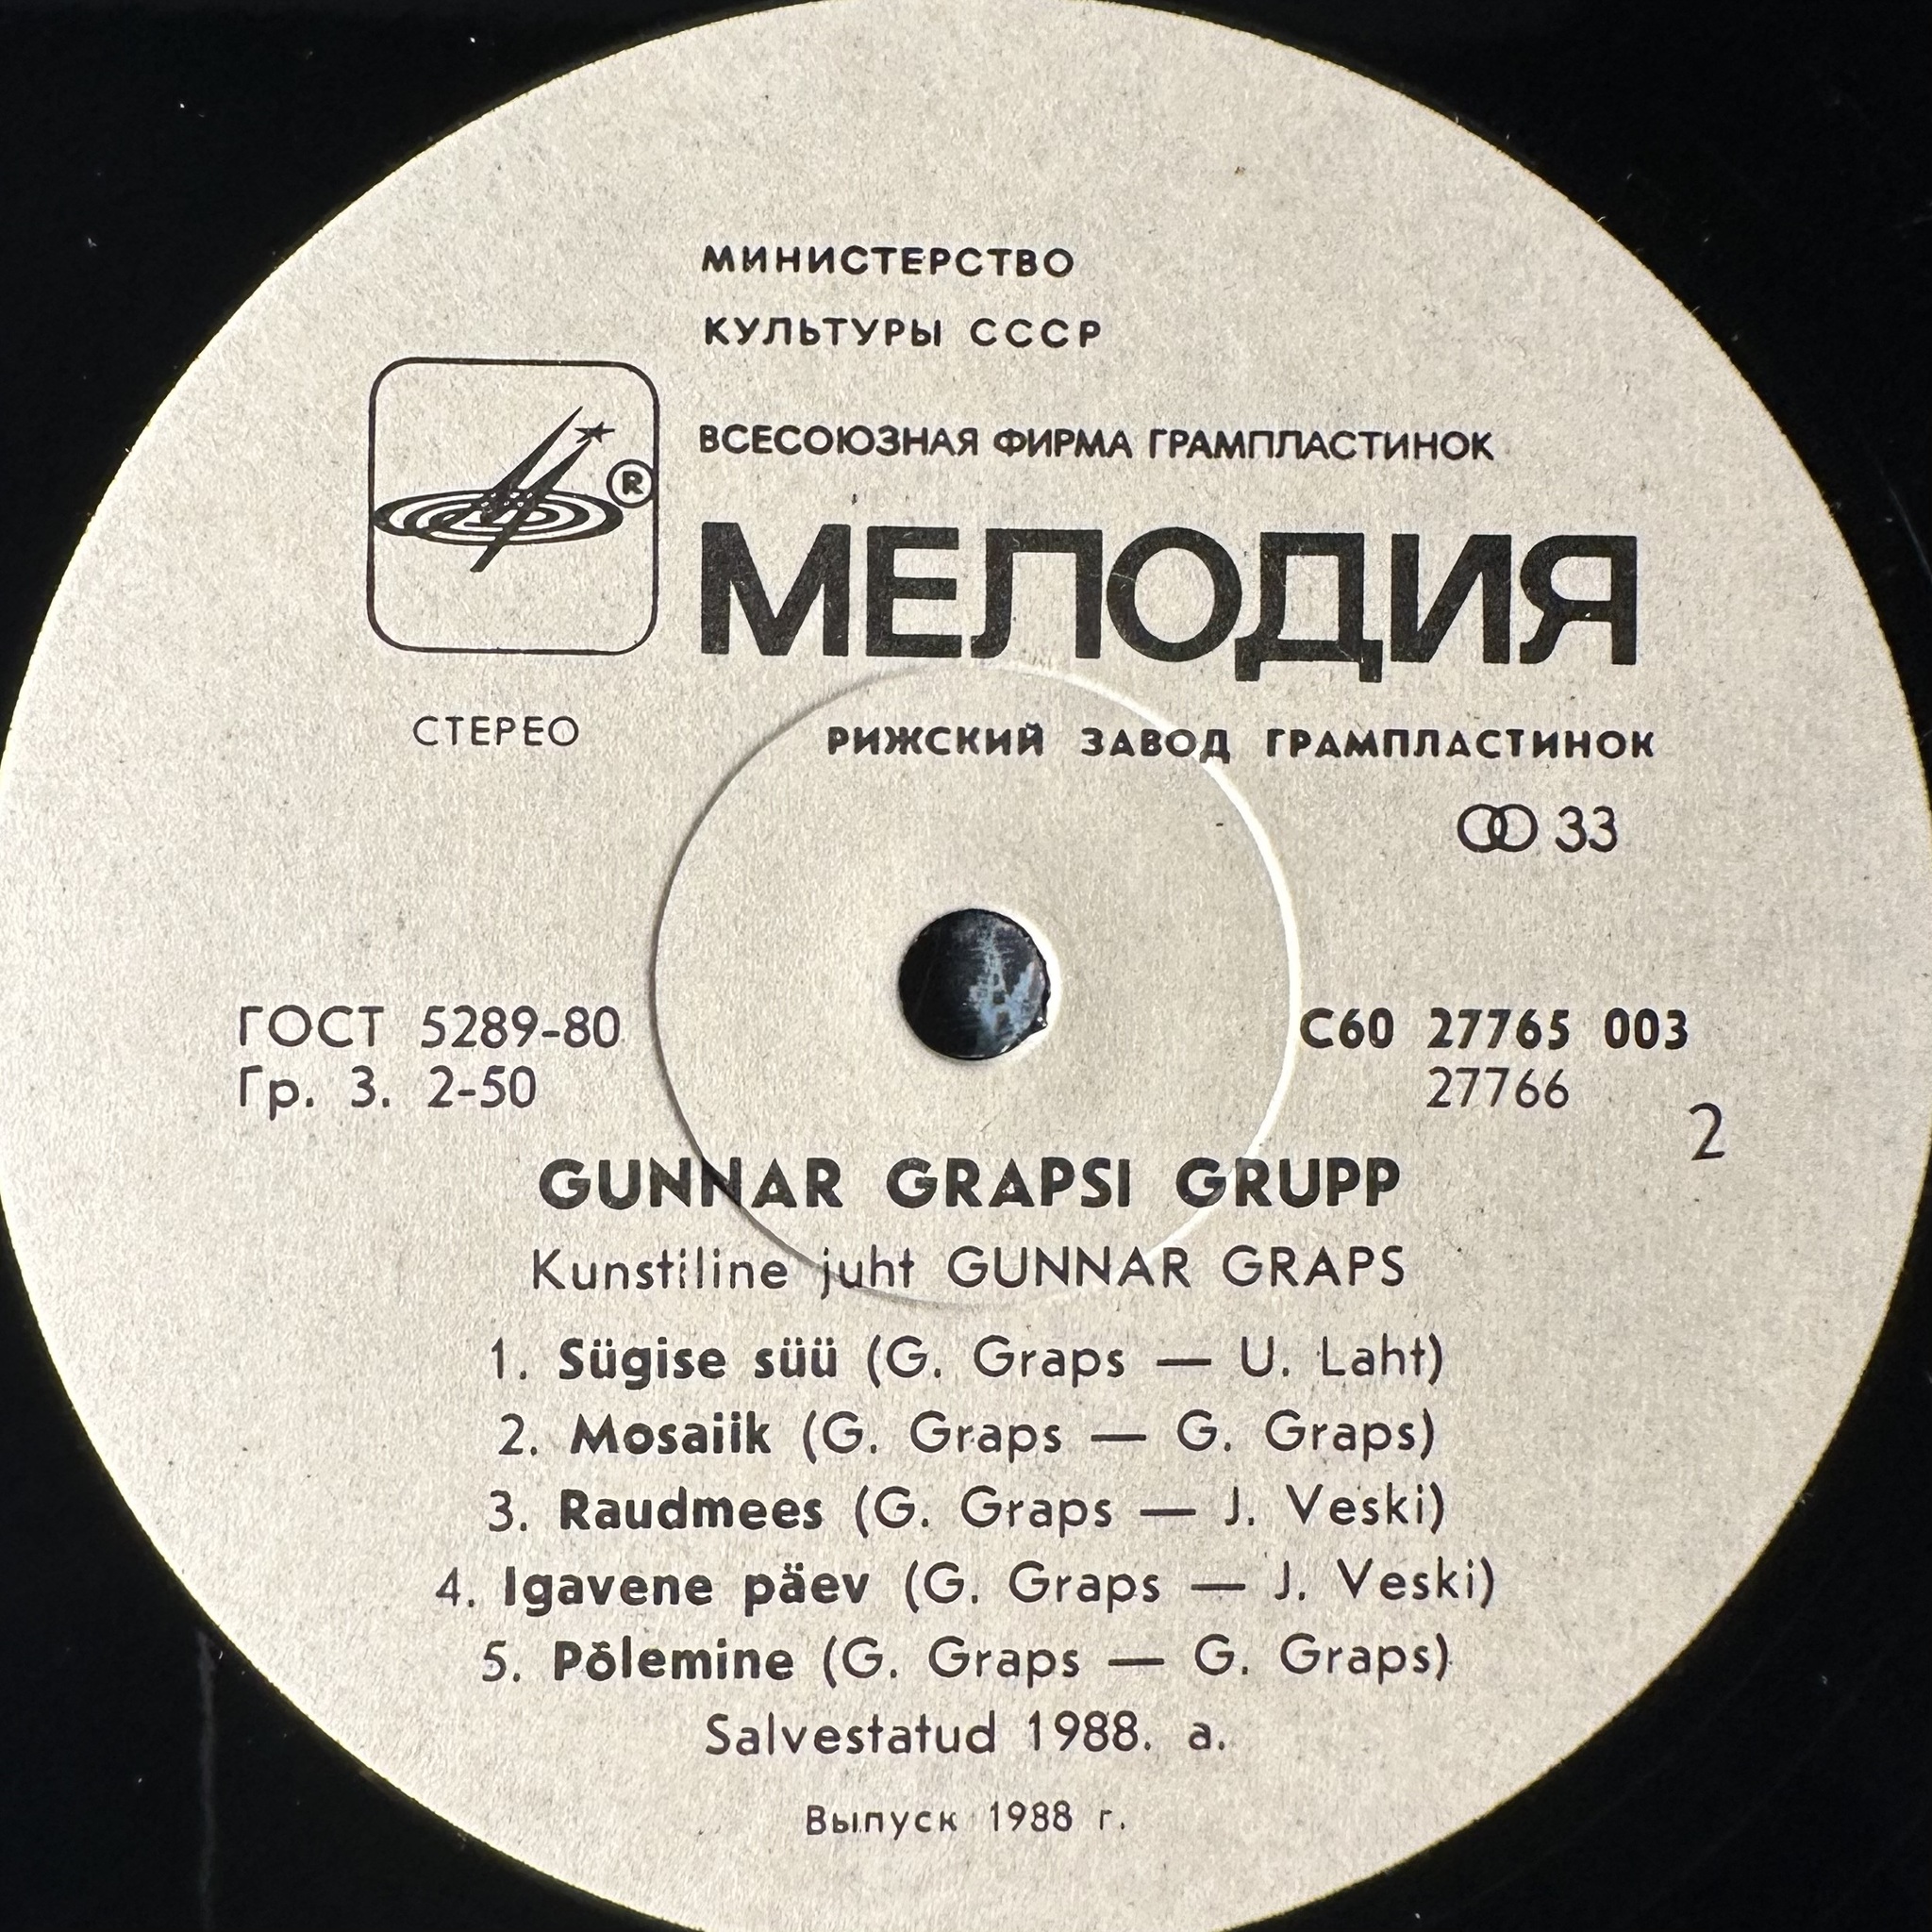 МИНИСТЕРСТВО
КУЛЬТУРЫ СССР
ВСЕСОЮЗНАЯ ФИРМА ГРАМПЛАСТИНОК
®
МЕЛОДИЯ
СТЕРЕО
РИЖСКИЙ ЗАВОД ГРАМПЛАСТИНОК
33
ГОСТ 5289-80
Гр. 3. 2-50
С60 27765 003
27766
2
GUNNAR GRAPSI GRUPP
Kunstiline juht GUNNAR GRAPS
1. Sügise süü (G. Graps — U. Laht)
2. Mosaiik (G. Graps — G. Graps)
3. Raudmees (G. Graps — J. Veski)
4. Igavene päev (G. Graps — J. Veski)
5. Põlemine (G. Graps — G. Graps)
Salvestatud 1988. a.
Выпуск 1988 г.